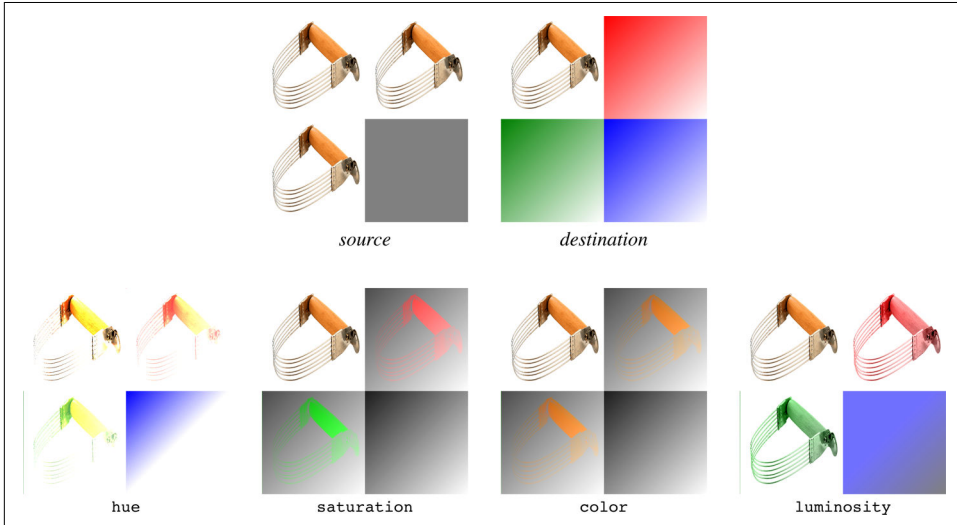 source
destination
hue
saturation
color
luminosity